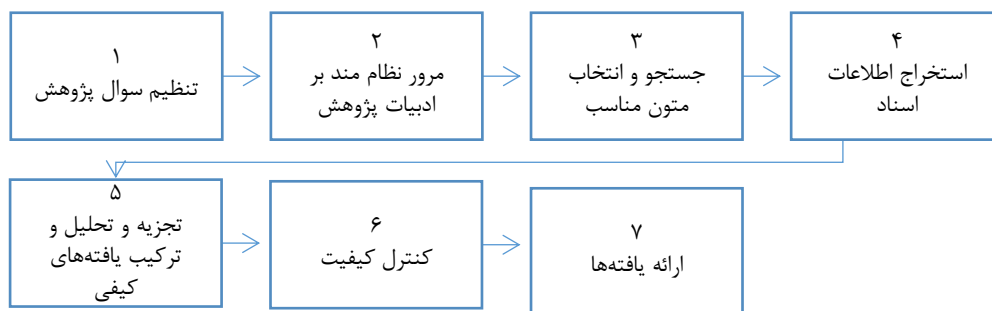 ۱
تنظیم سوال پژوهش
۲
مرور نظام مند بر
ادبیات پژوهش
۳
جستجو و انتخاب
متون مناسب
۴
استخراج اطلاعات
اسناد
۵
تجزیه و تحلیل و
ترکیب یافته‌های
کیفی
۶
کنترل کیفیت
۷
ارائه یافته‌ها